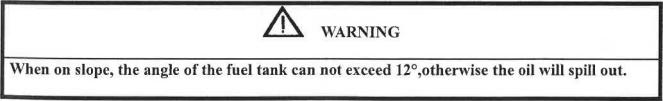 WARNING
When on slope, the angle of the fuel tank can not exceed 12°,otherwise the oil will spill out.